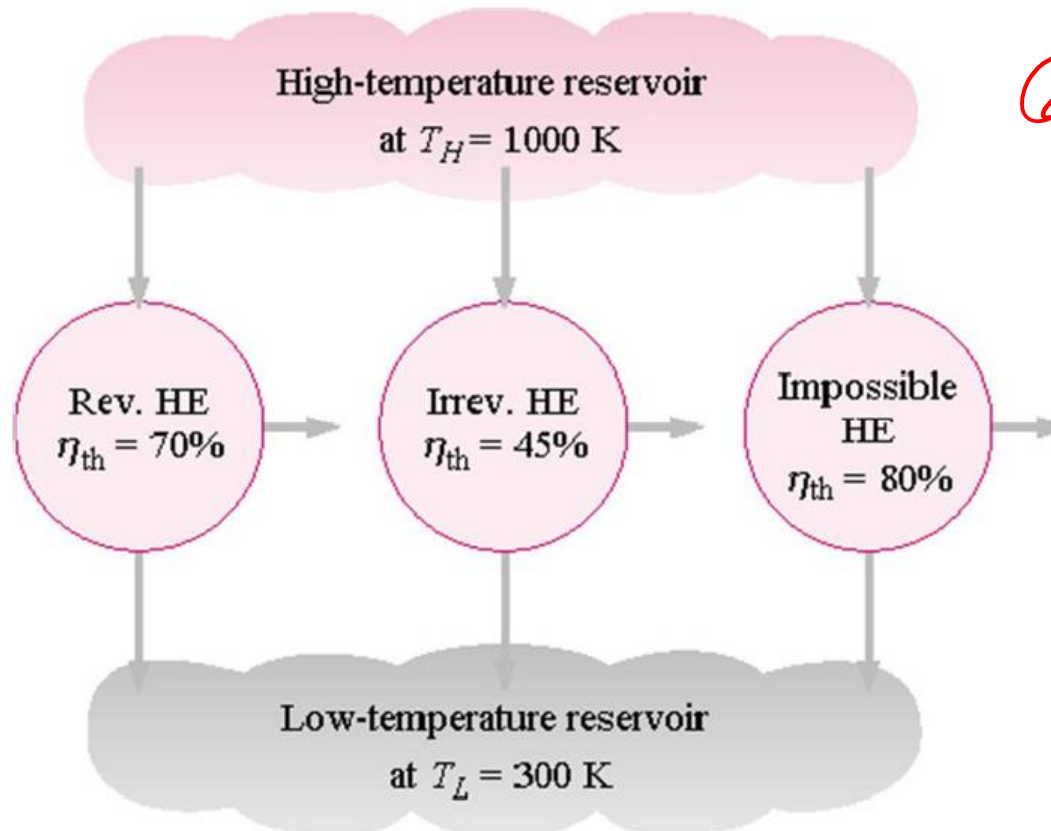 High-temperature reservoir
at T_H = 1000 K
Rev. HE
η_th = 70%
Irrev. HE
η_th = 45%
Impossible
HE
η_th = 80%
Low-temperature reservoir
at T_L = 300 K